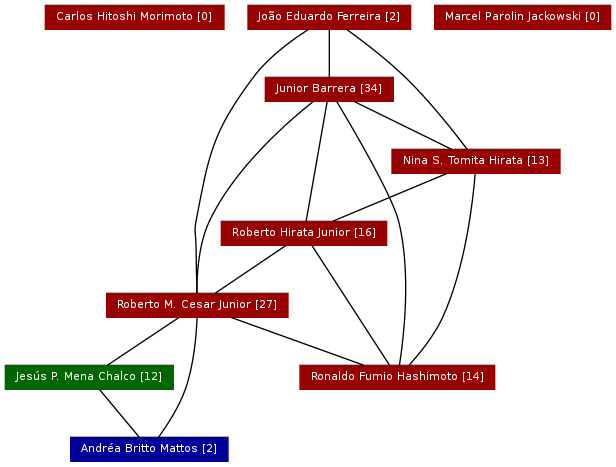 Carlos Hitoshi Morimoto [0]
João Eduardo Ferreira [2]
Marcel Parolin Jackowski [0]
Junior Barrera [34]
Nina S. Tomita Hirata [13]
Roberto Hirata Junior [16]
Roberto M. Cesar Junior [27]
Jesús P. Mena Chalco [12]
Ronaldo Fumio Hashimoto [14]
Andréa Britto Mattos [2]